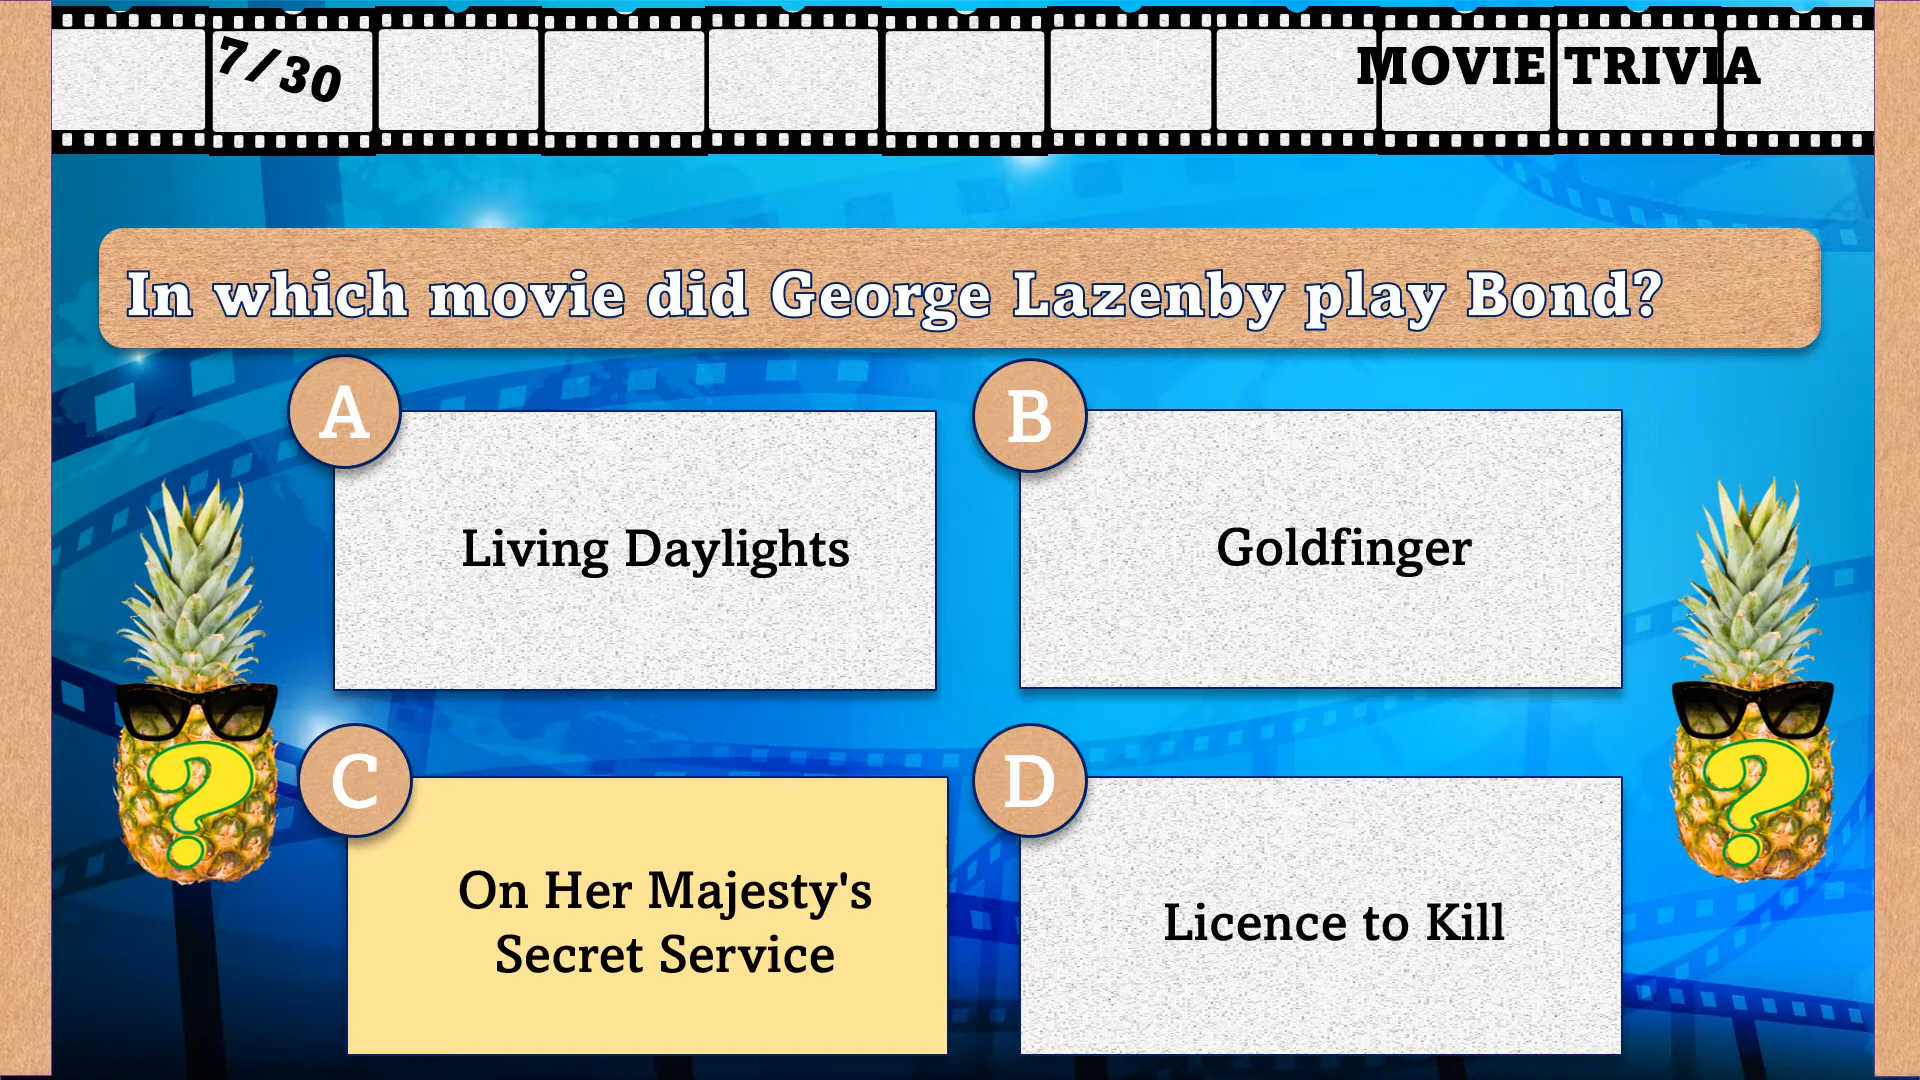 7/30
MOVIE TRIVIA
In which movie did George Lazenby play Bond?
A
Living Daylights
B
Goldfinger
C
On Her Majesty's
Secret Service
D
Licence to Kill
?
?